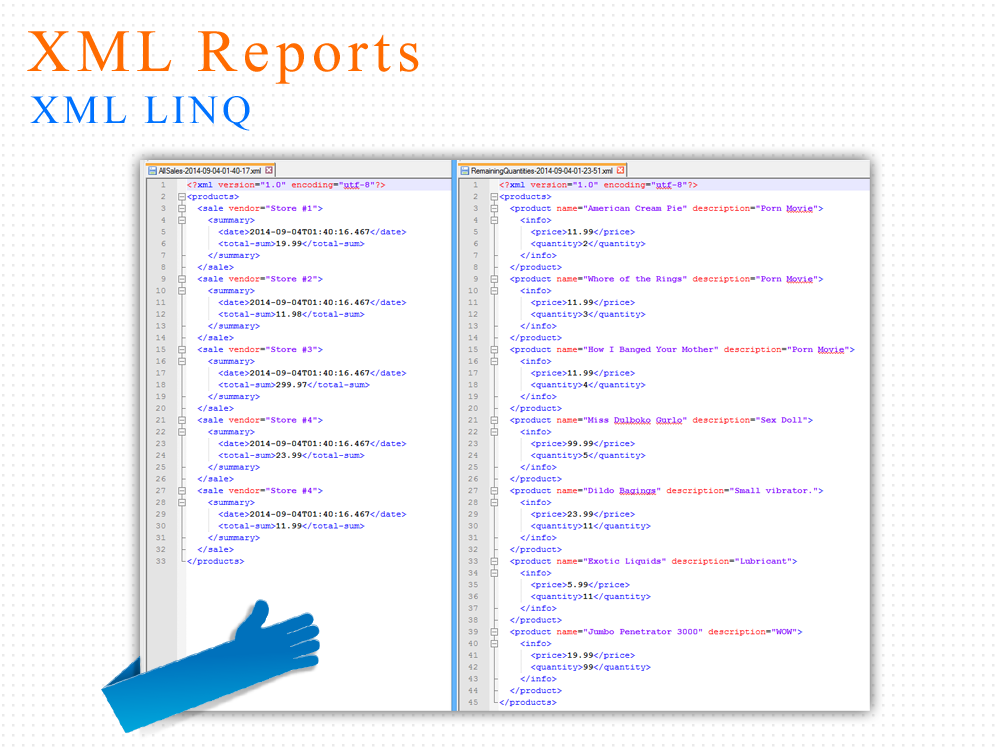 XML Reports
XML LINQ
AllSales-2014-09-04-01-40-17.xml
1 <?xml version="1.0" encoding="utf-8"?>
2 <products>
3 <sale vendor="Store #1">
4 <summary>
5 <date>2014-09-04T01:40:16.467</date>
6 <total-sum>19.99</total-sum>
7 </summary>
8 </sale>
9 <sale vendor="Store #2">
10 <summary>
11 <date>2014-09-04T01:40:16.467</date>
12 <total-sum>11.98</total-sum>
13 </summary>
14 </sale>
15 <sale vendor="Store #3">
16 <summary>
17 <date>2014-09-04T01:40:16.467</date>
18 <total-sum>299.97</total-sum>
19 </summary>
20 </sale>
21 <sale vendor="Store #4">
22 <summary>
23 <date>2014-09-04T01:40:16.467</date>
24 <total-sum>23.99</total-sum>
25 </summary>
26 </sale>
27 <sale vendor="Store #4">
28 <summary>
29 <date>2014-09-04T01:40:16.467</date>
30 <total-sum>11.99</total-sum>
31 </summary>
32 </sale>
33 </products>
RemainingQuantities-2014-09-04-01-23-51.xml
1 <?xml version="1.0" encoding="utf-8"?>
2 <products>
3 <product name="American Cream Pie" description="Porn Movie">
4 <info>
5 <price>11.99</price>
6 <quantity>2</quantity>
7 </info>
8 </product>
9 <product name="Whore of the Rings" description="Porn Movie">
10 <info>
11 <price>11.99</price>
12 <quantity>3</quantity>
13 </info>
14 </product>
15 <product name="How I Banged Your Mother" description="Porn Movie">
16 <info>
17 <price>11.99</price>
18 <quantity>4</quantity>
19 </info>
20 </product>
21 <product name="Miss Dulboko Gurlo" description="Sex Doll">
22 <info>
23 <price>99.99</price>
24 <quantity>5</quantity>
25 </info>
26 </product>
27 <product name="Dildo Bagings" description="Small vibrator.">
28 <info>
29 <price>23.99</price>
30 <quantity>11</quantity>
31 </info>
32 </product>
33 <product name="Exotic Liquids" description="Lubricant">
34 <info>
35 <price>5.99</price>
36 <quantity>11</quantity>
37 </info>
38 </product>
39 <product name="Jumbo Penetrator 3000" description="WOW">
40 <info>
41 <price>19.99</price>
42 <quantity>99</quantity>
43 </info>
44 </product>
45 </products>